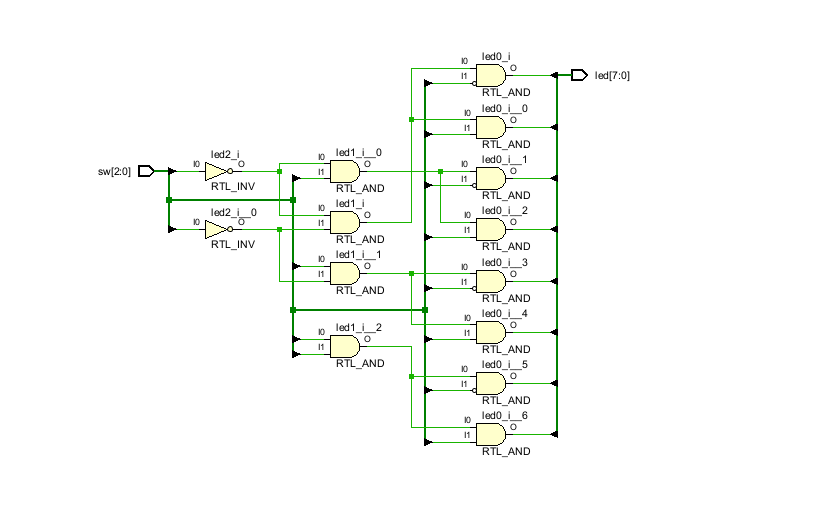 led0_i
I0
O
I1
RTL_AND
led[7:0]
led0_i__0
I0
O
I1
RTL_AND
led2_i
I0
O
RTL_INV
sw[2:0]
led1_i__0
I0
O
I1
RTL_AND
led0_i__1
I0
O
I1
RTL_AND
led2_i__0
I0
O
RTL_INV
led1_i
I0
O
I1
RTL_AND
led0_i__2
I0
O
I1
RTL_AND
led1_i__1
I0
O
I1
RTL_AND
led0_i__3
I0
O
I1
RTL_AND
led1_i__2
I0
O
I1
RTL_AND
led0_i__4
I0
O
I1
RTL_AND
led0_i__5
I0
O
I1
RTL_AND
led0_i__6
I0
O
I1
RTL_AND